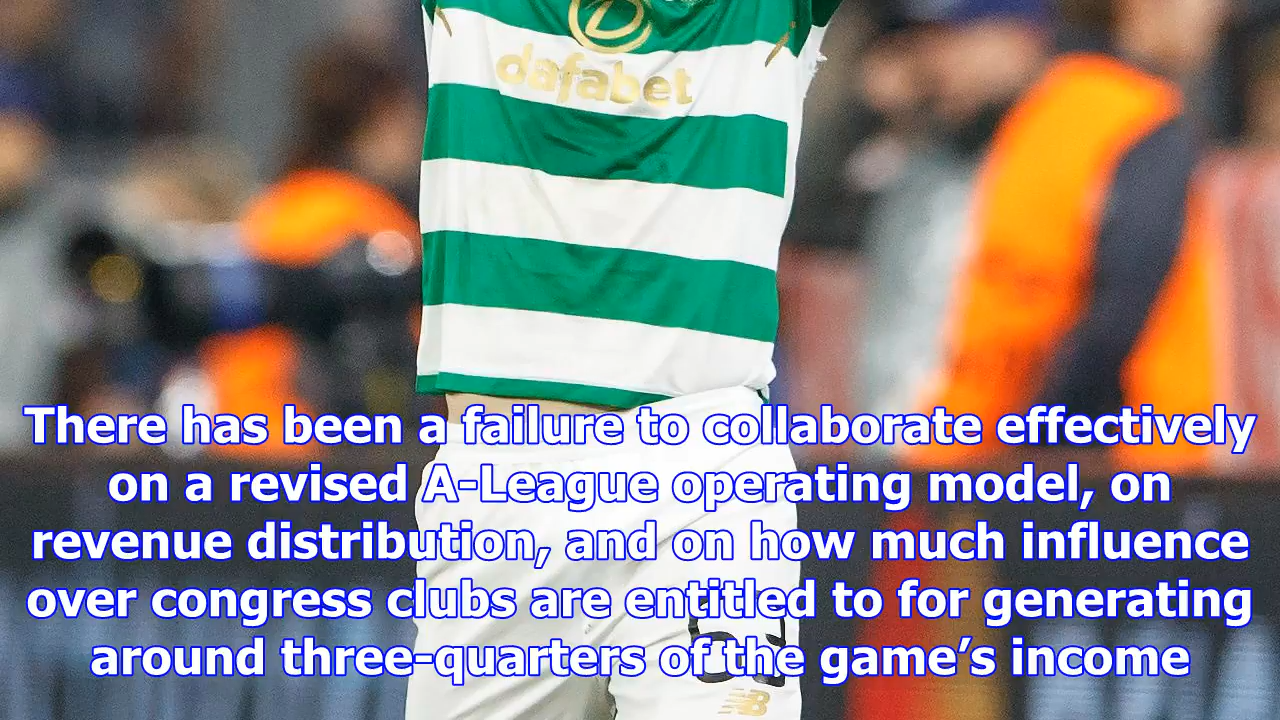 dafabet
There has been a failure to collaborate effectively
on a revised A-League operating model, on
revenue distribution, and on how much influence
over congress clubs are entitled to for generating
around three-quarters of the game’s income